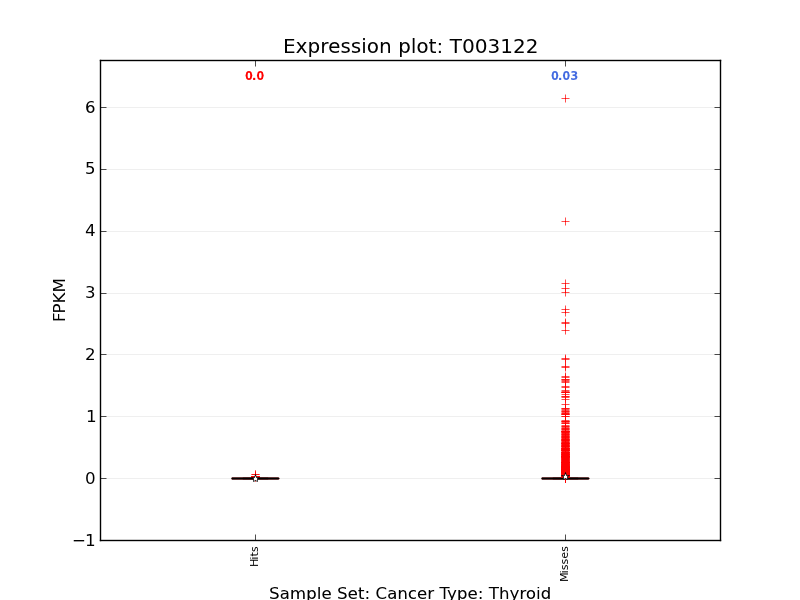 Expression plot: T003122
0.0
0.03
6
5
4
3
2
1
0
−1
FPKM
Hits
Misses
Sample Set: Cancer Type: Thyroid